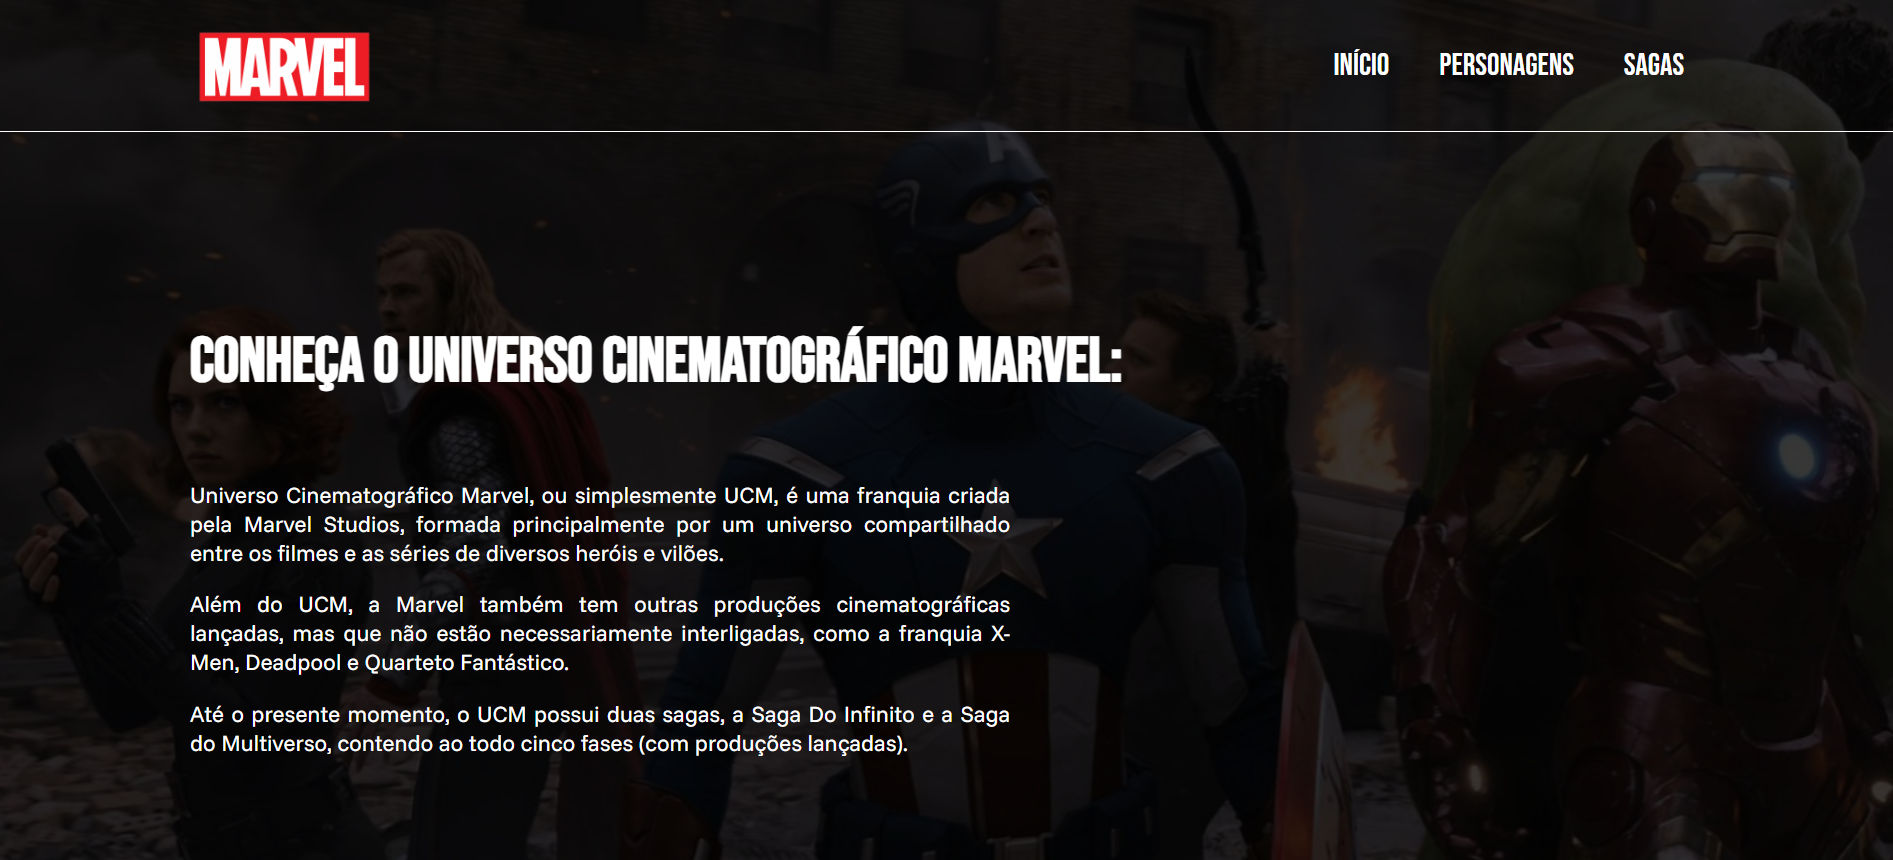 MARVEL
INÍCIO PERSONAGENS SAGAS
CONHEÇA O UNIVERSO CINEMATOGRÁFICO MARVEL:
Universo Cinematográfico Marvel, ou simplesmente UCM, é uma franquia criada
pela Marvel Studios, formada principalmente por um universo compartilhado
entre os filmes e as séries de diversos heróis e vilões.
Além do UCM, a Marvel também tem outras produções cinematográficas
lançadas, mas que não estão necessariamente interligadas, como a franquia X-
Men, Deadpool e Quarteto Fantástico.
Até o presente momento, o UCM possui duas sagas, a Saga Do Infinito e a Saga
do Multiverso, contendo ao todo cinco fases (com produções lançadas).